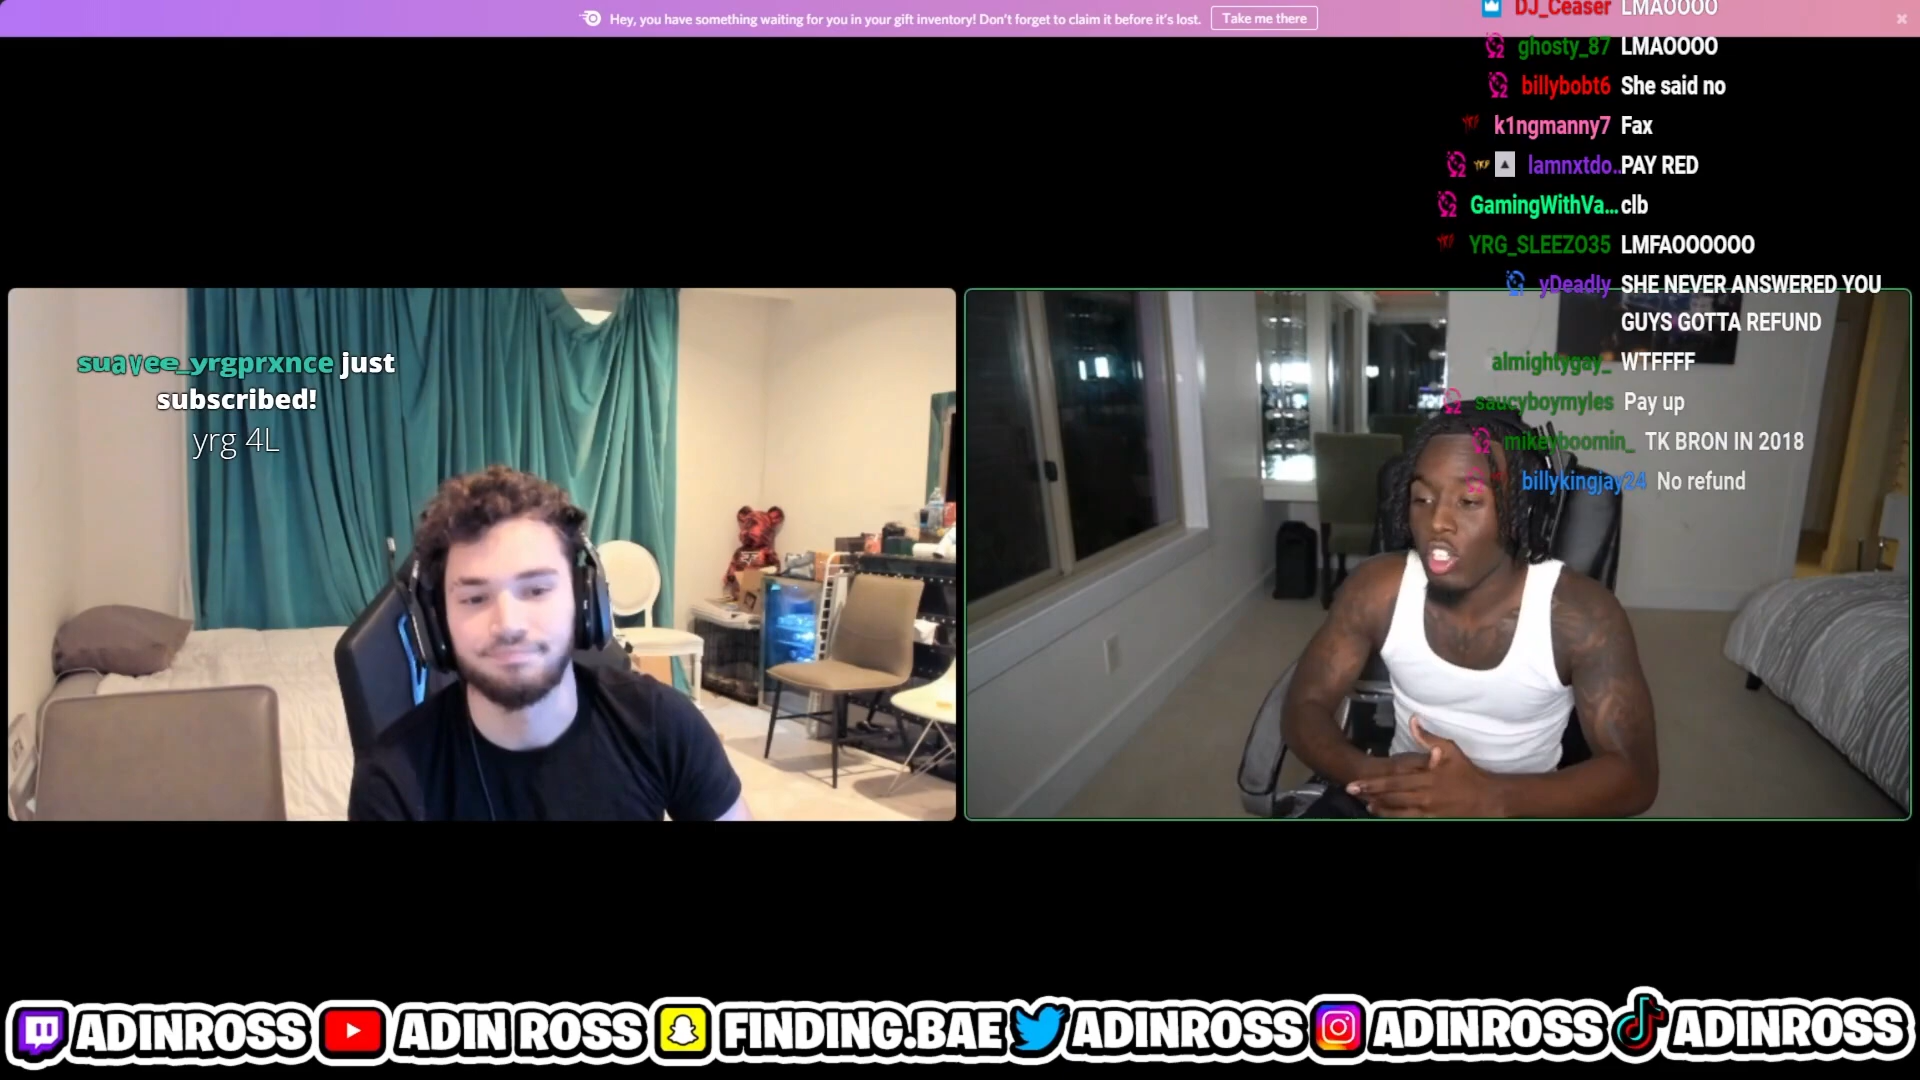 Hey, you have something waiting for you in your gift inventory! Don't forget to claim it before it's lost. Take me there
DJ_Ceaser LMAOOOO
ghosty_87 LMAOOOO
billybobt6 She said no
k1ngmanny7 Fax
lamnxtdo.. PAY RED
GamingWithVa... clb
YRG_SLEEZO35 LMFAOOOOOO
yDeadly SHE NEVER ANSWERED YOU
GUYS GOTTA REFUND
almightygay_ WTFFFF
saucyboymyles Pay up
mikeyboomin_ TK BRON IN 2018
billykingjay24 No refund
suavee_yrgprxnce just
subscribed!
yrg 4L
ADINROSS ADIN ROSS FINDING.BAE ADINROSS ADINROSS ADINROSS